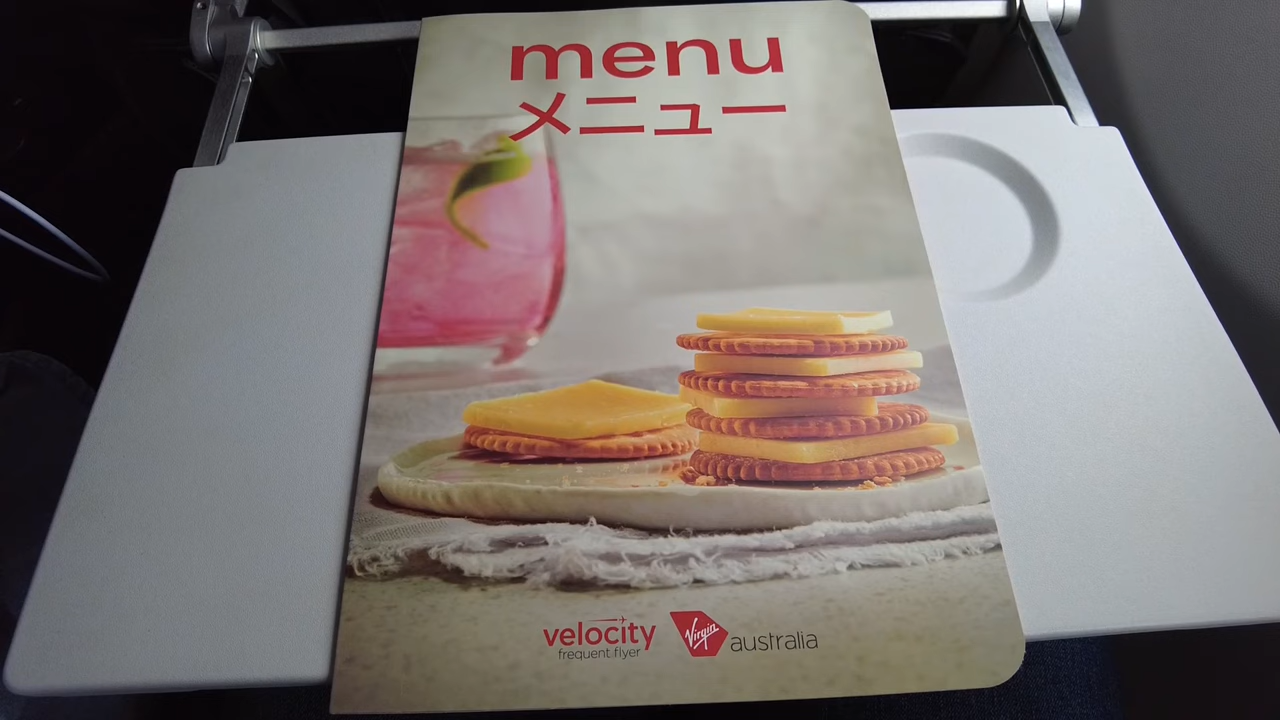 menu
メニュー
velocity
frequent flyer
Virgin australia